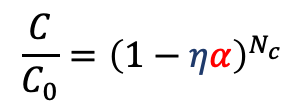 C/C₀ = (1 − ηα)^{N_c}